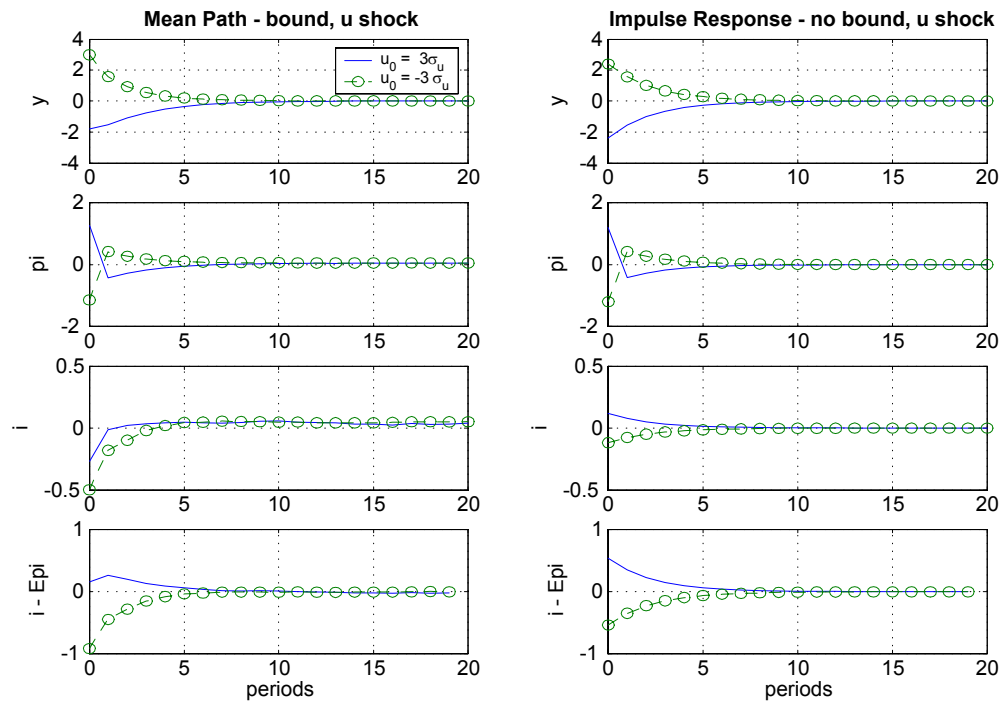 Mean Path - bound, u shock
4
2
0
-2
-4
y
u_0 = 3σ_u
u_0 = -3 σ_u
0 5 10 15 20
2
0
-2
pi
0 5 10 15 20
0.5
0
-0.5
i
0 5 10 15 20
1
0
-1
i - Epi
0 5 10 15 20
periods
Impulse Response - no bound, u shock
4
2
0
-2
-4
y
0 5 10 15 20
2
0
-2
pi
0 5 10 15 20
0.5
0
-0.5
i
0 5 10 15 20
1
0
-1
i - Epi
0 5 10 15 20
periods